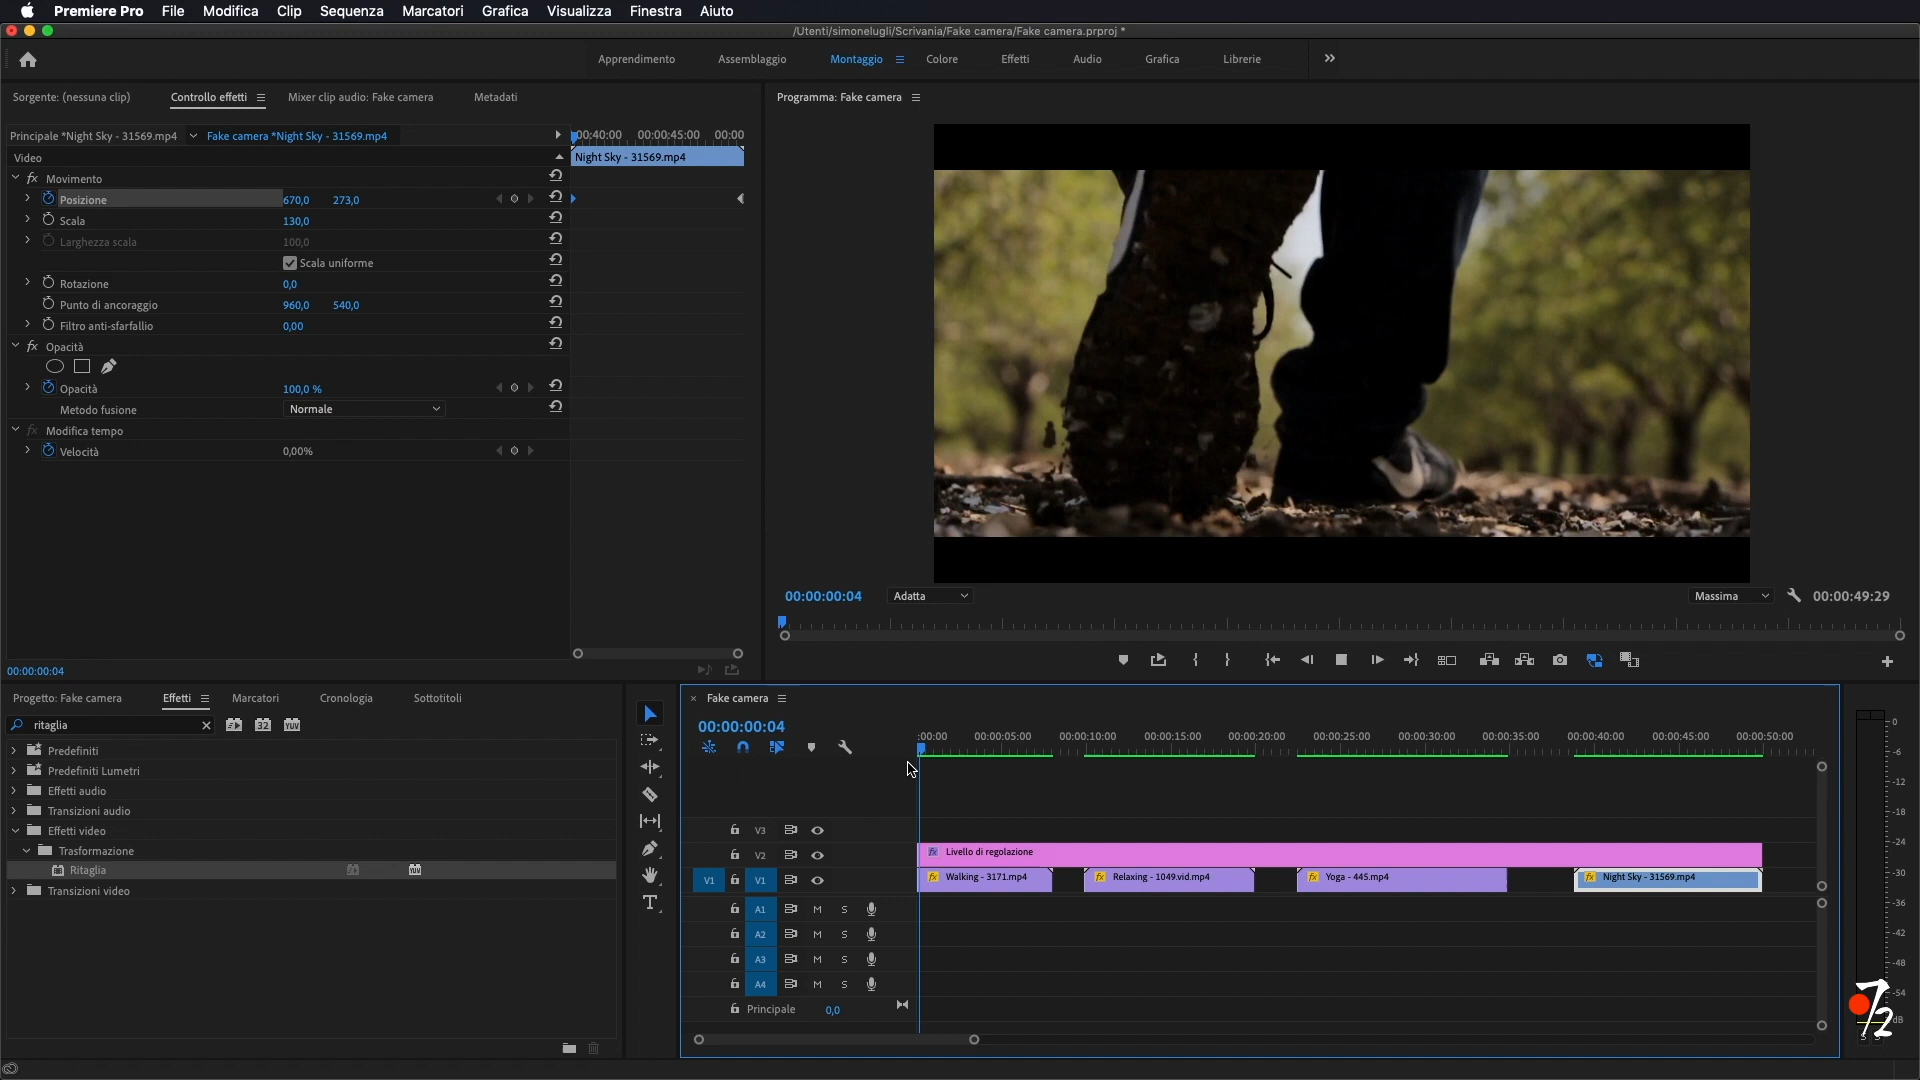 Premiere Pro File Modifica Clip Sequenza Marcatori Grafica Visualizza Finestra Aiuto
/Utenti/simonelugli/Scrivania/Fake camera/Fake camera.prproj *
Apprendimento Assemblaggio Montaggio Colore Effetti Audio Grafica Librerie
Sorgente: (nessuna clip) Controllo effetti Mixer clip audio: Fake camera Metadati
Programma: Fake camera
Principale *Night Sky - 31569.mp4 Fake camera *Night Sky - 31569.mp4
00:40:00 00:00:45:00 00:00
Video
Night Sky - 31569.mp4
fx Movimento
Posizione 670,0 273,0
Scala 130,0
Larghezza scala 100,0
Scala uniforme
Rotazione 0,0
Punto di ancoraggio 960,0 540,0
Filtro anti-sfarfallio 0,00
fx Opacità
Opacità 100,0 %
Metodo fusione Normale
fx Modifica tempo
Velocità 0,00%
00:00:00:04
00:00:00:04 Adatta Massima 00:00:49:29
Progetto: Fake camera Effetti Marcatori Cronologia Sottotitoli
ritaglia 32 YUV
Predefiniti
Predefiniti Lumetri
Effetti audio
Transizioni audio
Effetti video
Trasformazione
Ritaglia
Transizioni video
T
× Fake camera
00:00:00:04
:00:00 00:00:05:00 00:00:10:00 00:00:15:00 00:00:20:00 00:00:25:00 00:00:30:00 00:00:35:00 00:00:40:00 00:00:45:00 00:00:50:00
V3
V2 fx Livello di regolazione
V1 V1 fx Walking - 3171.mp4 fx Relaxing - 1049.vid.mp4 fx Yoga - 445.mp4 fx Night Sky - 31569.mp4
A1 M S
A2 M S
A3 M S
A4 M S
Principale 0,0
0
-6
-12
-18
-24
-30
-36
-42
-48
-54
dB
S S
7/2